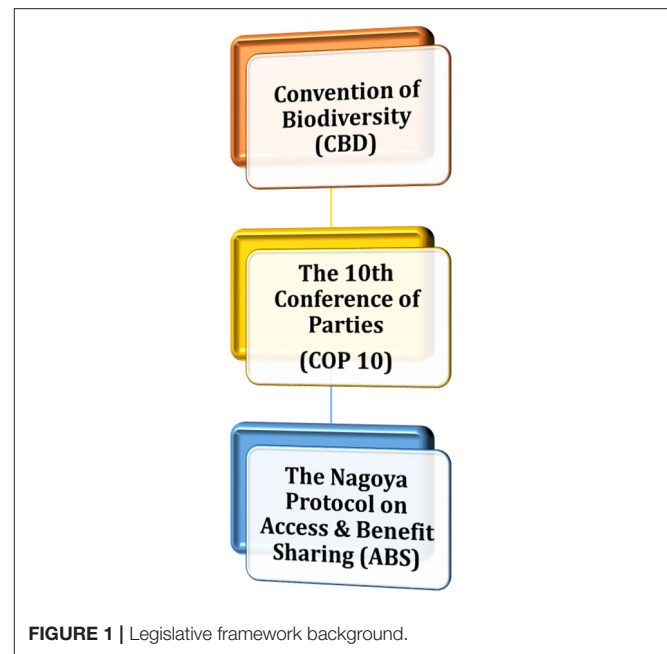 Convention of
Biodiversity
(CBD)
The 10th
Conference of
Parties
(COP 10)
The Nagoya
Protocol on
Access & Benefit
Sharing (ABS)
FIGURE 1 | Legislative framework background.